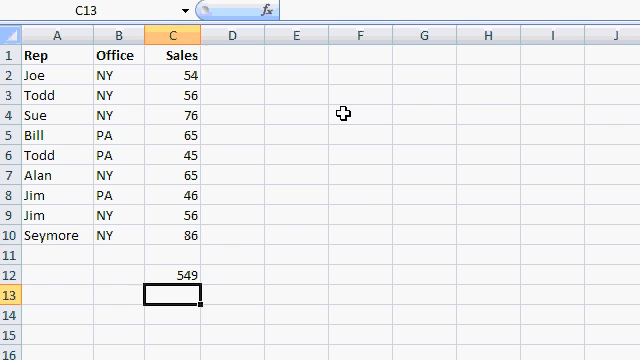 C13 fx
A B C D E F G H I J
1 Rep Office Sales
2 Joe NY 54
3 Todd NY 56
4 Sue NY 76
5 Bill PA 65
6 Todd PA 45
7 Alan NY 65
8 Jim PA 46
9 Jim NY 56
10 Seymore NY 86
11
12 549
13
14
15
16